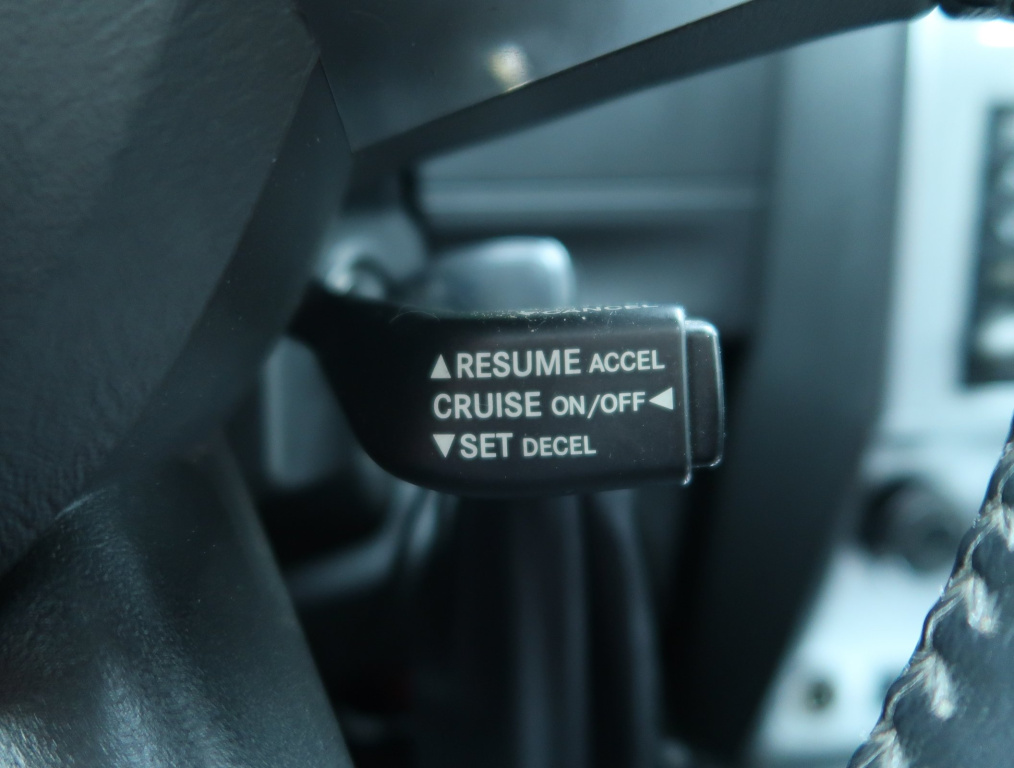 ▲RESUME ACCEL
CRUISE ON/OFF◀
▼SET DECEL